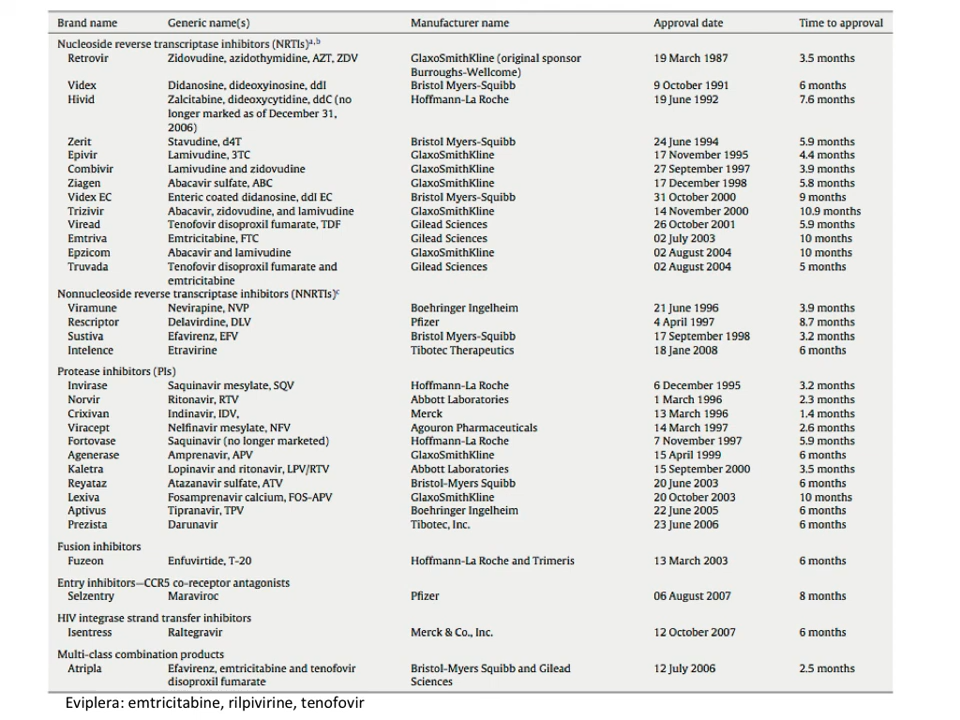 Brand name Generic name(s) Manufacturer name Approval date Time to approval
Nucleoside reverse transcriptase inhibitors (NRTIs)a,b
Retrovir Zidovudine, azidothymidine, AZT, ZDV GlaxoSmithKline (original sponsor 19 March 1987 3.5 months
Burroughs-Wellcome)
Videx Didanosine, dideoxyinosine, ddI Bristol Myers-Squibb 9 October 1991 6 months
Hivid Zalcitabine, dideoxycytidine, ddC (no Hoffmann-La Roche 19 June 1992 7.6 months
longer marked as of December 31,
2006)
Zerit Stavudine, d4T Bristol Myers-Squibb 24 June 1994 5.9 months
Epivir Lamivudine, 3TC GlaxoSmithKline 17 November 1995 4.4 months
Combivir Lamivudine and zidovudine GlaxoSmithKline 27 September 1997 3.9 months
Ziagen Abacavir sulfate, ABC GlaxoSmithKline 17 December 1998 5.8 months
Videx EC Enteric coated didanosine, ddI EC Bristol Myers-Squibb 31 October 2000 9 months
Trizivir Abacavir, zidovudine, and lamivudine GlaxoSmithKline 14 November 2000 10.9 months
Viread Tenofovir disoproxil fumarate, TDF Gilead Sciences 26 October 2001 5.9 months
Emtriva Emtricitabine, FTC Gilead Sciences 02 July 2003 10 months
Epzicom Abacavir and lamivudine GlaxoSmithKline 02 August 2004 10 months
Truvada Tenofovir disoproxil fumarate and Gilead Sciences 02 August 2004 5 months
emtricitabine
Nonnucleoside reverse transcriptase inhibitors (NNRTIs)c
Viramune Nevirapine, NVP Boehringer Ingelheim 21 June 1996 3.9 months
Rescriptor Delavirdine, DLV Pfizer 4 April 1997 8.7 months
Sustiva Efavirenz, EFV Bristol Myers-Squibb 17 September 1998 3.2 months
Intelence Etravirine Tibotec Therapeutics 18 Jane 2008 6 months
Protease inhibitors (PIs)
Invirase Saquinavir mesylate, SQV Hoffmann-La Roche 6 December 1995 3.2 months
Norvir Ritonavir, RTV Abbott Laboratories 1 March 1996 2.3 months
Crixivan Indinavir, IDV, Merck 13 March 1996 1.4 months
Viracept Nelfinavir mesylate, NFV Agouron Pharmaceuticals 14 March 1997 2.6 months
Fortovase Saquinavir (no longer marketed) Hoffmann-La Roche 7 November 1997 5.9 months
Agenerase Amprenavir, APV GlaxoSmithKline 15 April 1999 6 months
Kaletra Lopinavir and ritonavir, LPV/RTV Abbott Laboratories 15 September 2000 3.5 months
Reyataz Atazanavir sulfate, ATV Bristol-Myers Squibb 20 June 2003 6 months
Lexiva Fosamprenavir calcium, FOS-APV GlaxoSmithKline 20 October 2003 10 months
Aptivus Tipranavir, TPV Boehringer Ingelheim 22 June 2005 6 months
Prezista Darunavir Tibotec, Inc. 23 June 2006 6 months
Fusion inhibitors
Fuzeon Enfuvirtide, T-20 Hoffmann-La Roche and Trimeris 13 March 2003 6 months
Entry inhibitors—CCR5 co-receptor antagonists
Selzentry Maraviroc Pfizer 06 August 2007 8 months
HIV integrase strand transfer inhibitors
Isentress Raltegravir Merck & Co., Inc. 12 October 2007 6 months
Multi-class combination products
Atripla Efavirenz, emtricitabine and tenofovir Bristol-Myers Squibb and Gilead 12 July 2006 2.5 months
disoproxil fumarate Sciences
Eviplera: emtricitabine, rilpivirine, tenofovir